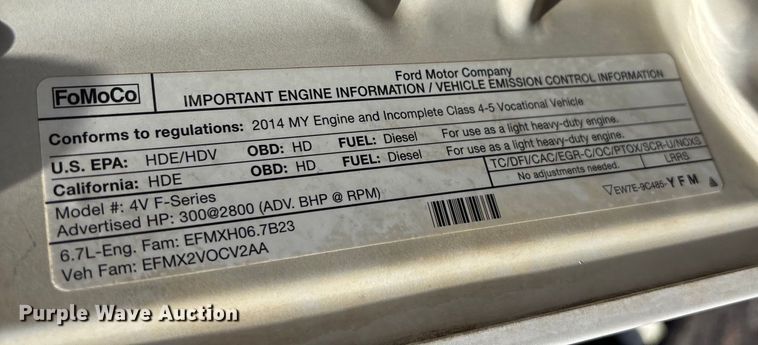 FoMoCo
Ford Motor Company
IMPORTANT ENGINE INFORMATION / VEHICLE EMISSION CONTROL INFORMATION
Conforms to regulations: 2014 MY Engine and Incomplete Class 4-5 Vocational Vehicle
U.S. EPA: HDE/HDV OBD: HD FUEL: Diesel For use as a light heavy-duty engine.
California: HDE OBD: HD FUEL: Diesel For use as a light heavy-duty engine.
Model #: 4V F-Series TC/DFI/CAC/EGR-C/OC/PTOX/SCR-U/NOXS
Advertised HP: 300@2800 (ADV. BHP @ RPM) No adjustments needed. LRRS
6.7L-Eng. Fam: EFMXH06.7B23 EW7E-9C485-YFM
Veh Fam: EFMX2VOCV2AA
Purple Wave Auction